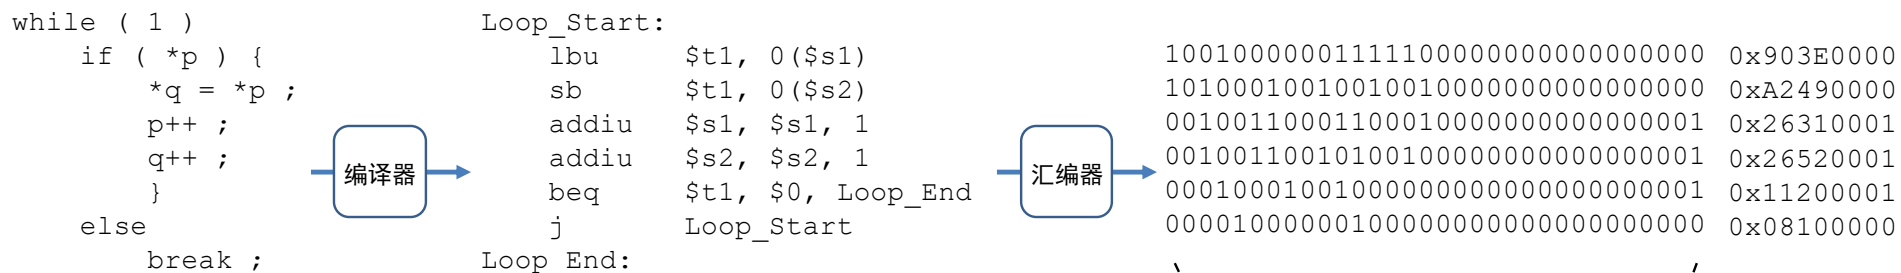 while ( 1 )
if ( *p ) {
*q = *p ;
p++ ;
q++ ;
}
else
break ;
编译器
Loop_Start:
lbu $t1, 0($s1)
sb $t1, 0($s2)
addiu $s1, $s1, 1
addiu $s2, $s2, 1
beq $t1, $0, Loop_End
j Loop_Start
Loop End:
汇编器
10010000001111100000000000000000 0x903E0000
10100010010010010000000000000000 0xA2490000
00100110001100010000000000000001 0x26310001
00100110010100100000000000000001 0x26520001
00010001001000000000000000000001 0x11200001
00001000000100000000000000000000 0x08100000